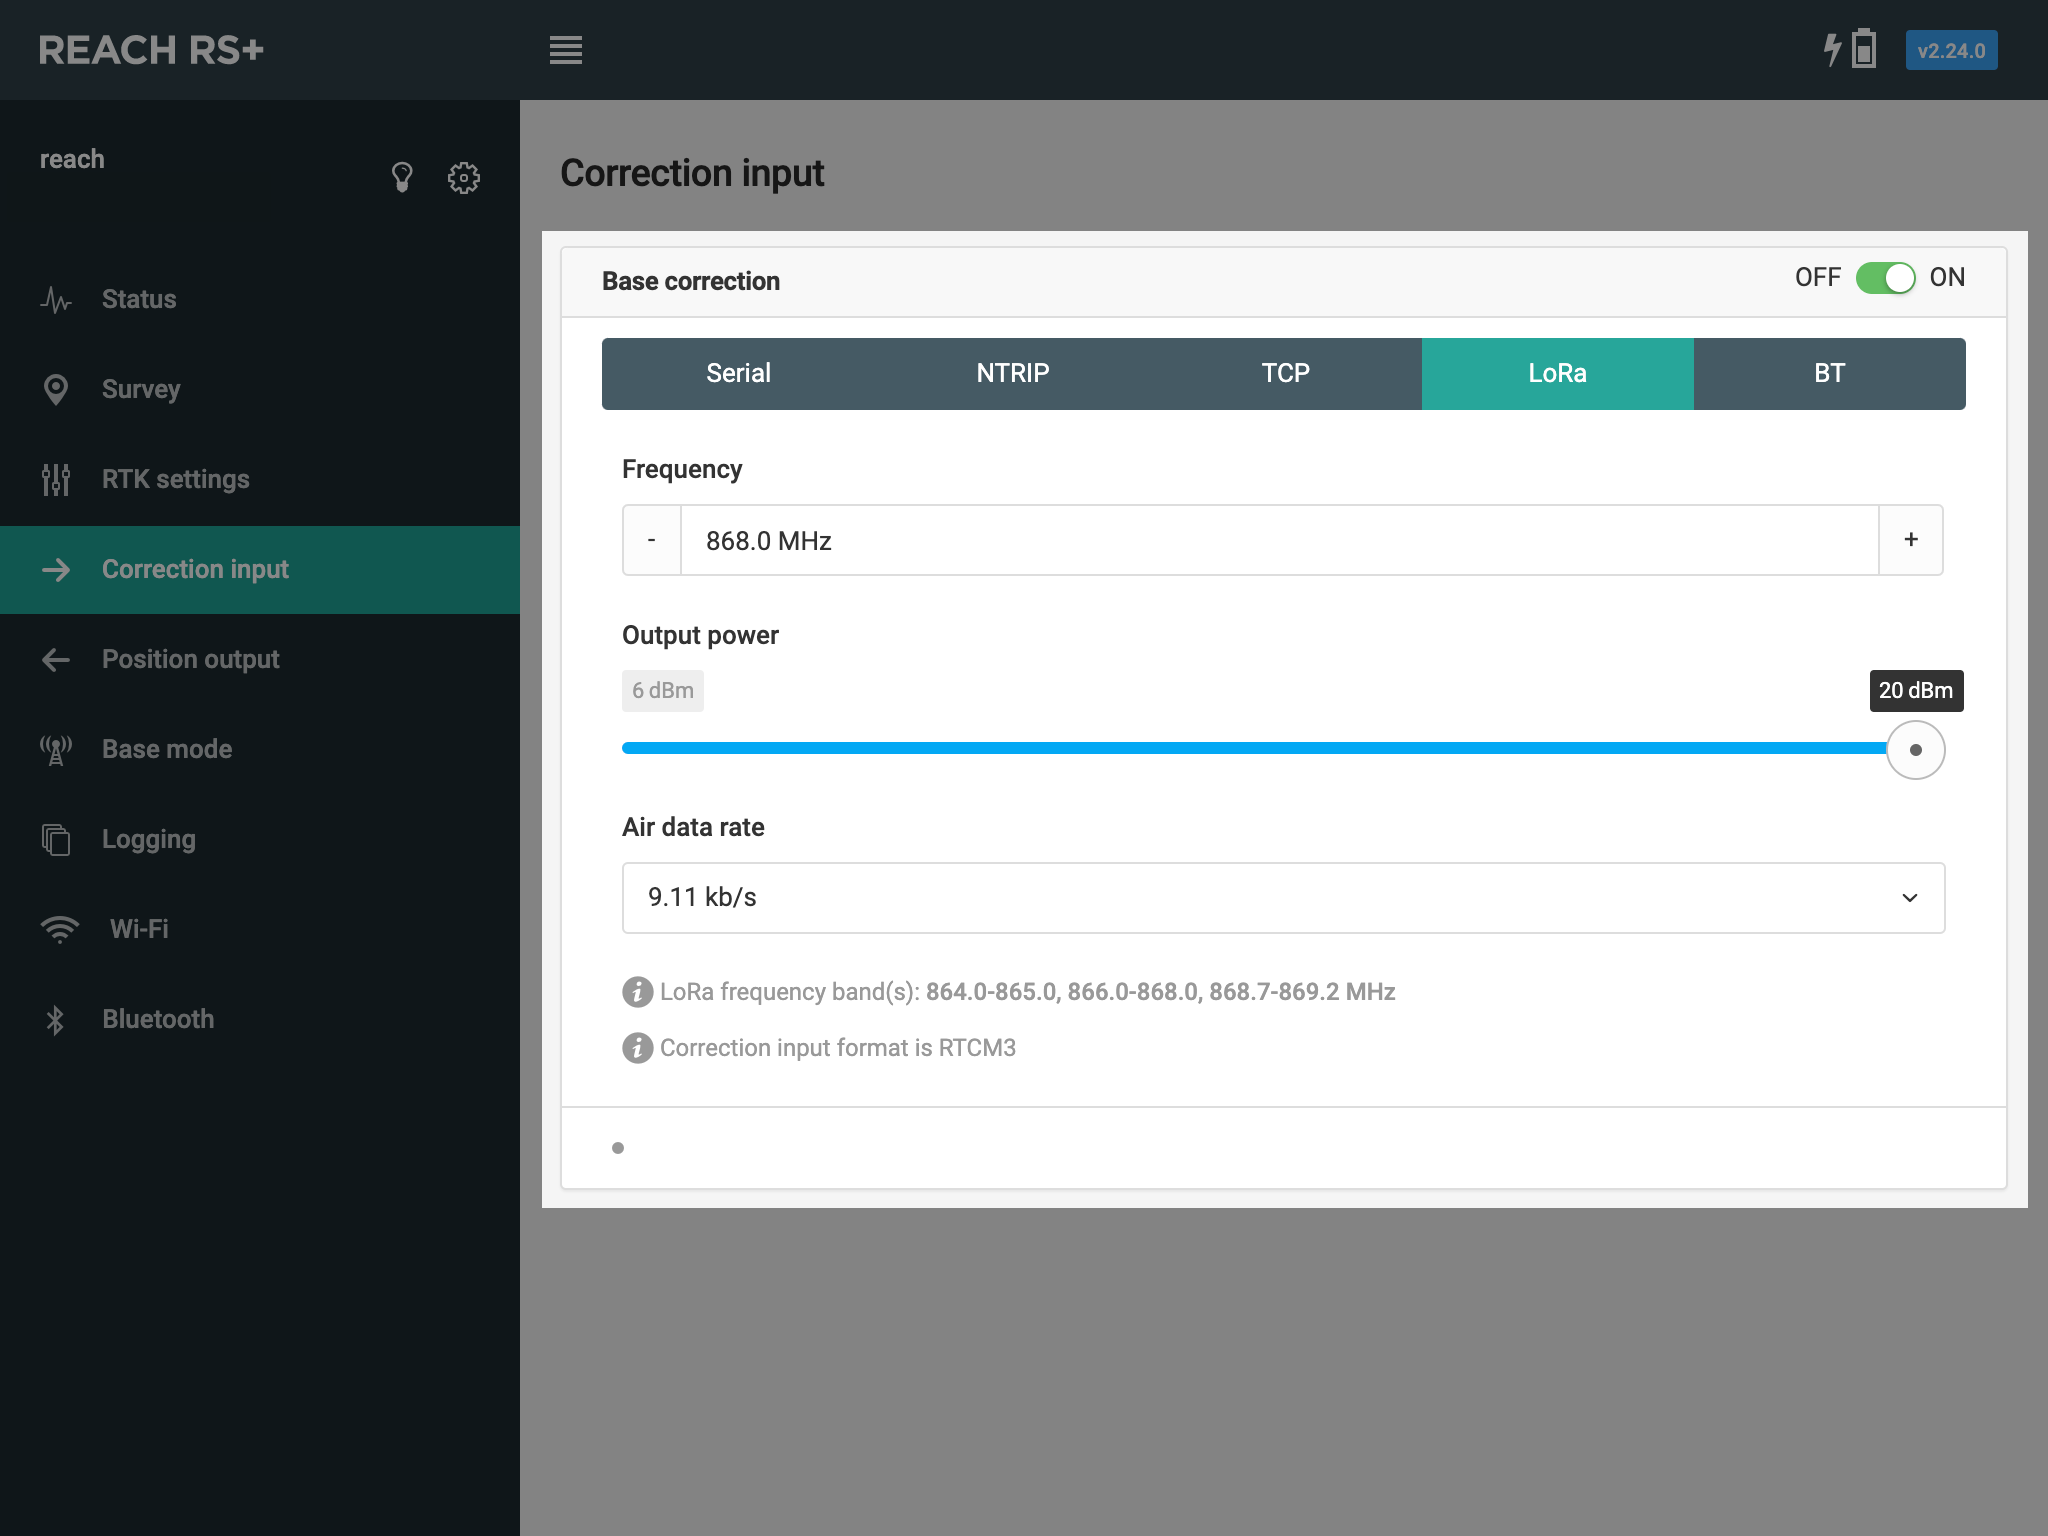 REACH RS+
v2.24.0
reach
Status
Survey
RTK settings
Correction input
Position output
Base mode
Logging
Wi-Fi
Bluetooth
Correction input
Base correction
OFF ON
Serial NTRIP TCP LoRa BT
Frequency
- 868.0 MHz +
Output power
6 dBm 20 dBm
Air data rate
9.11 kb/s
LoRa frequency band(s): 864.0-865.0, 866.0-868.0, 868.7-869.2 MHz
Correction input format is RTCM3